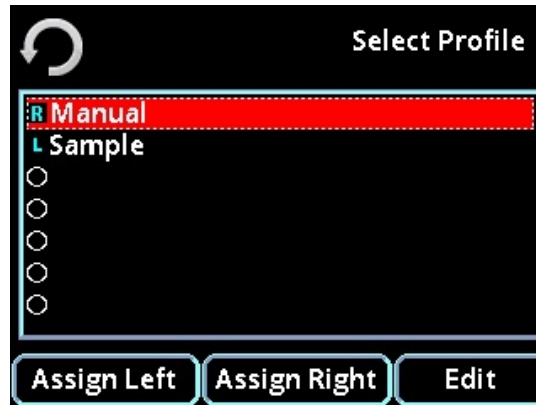 Select Profile
R Manual
L Sample
Assign Left Assign Right Edit